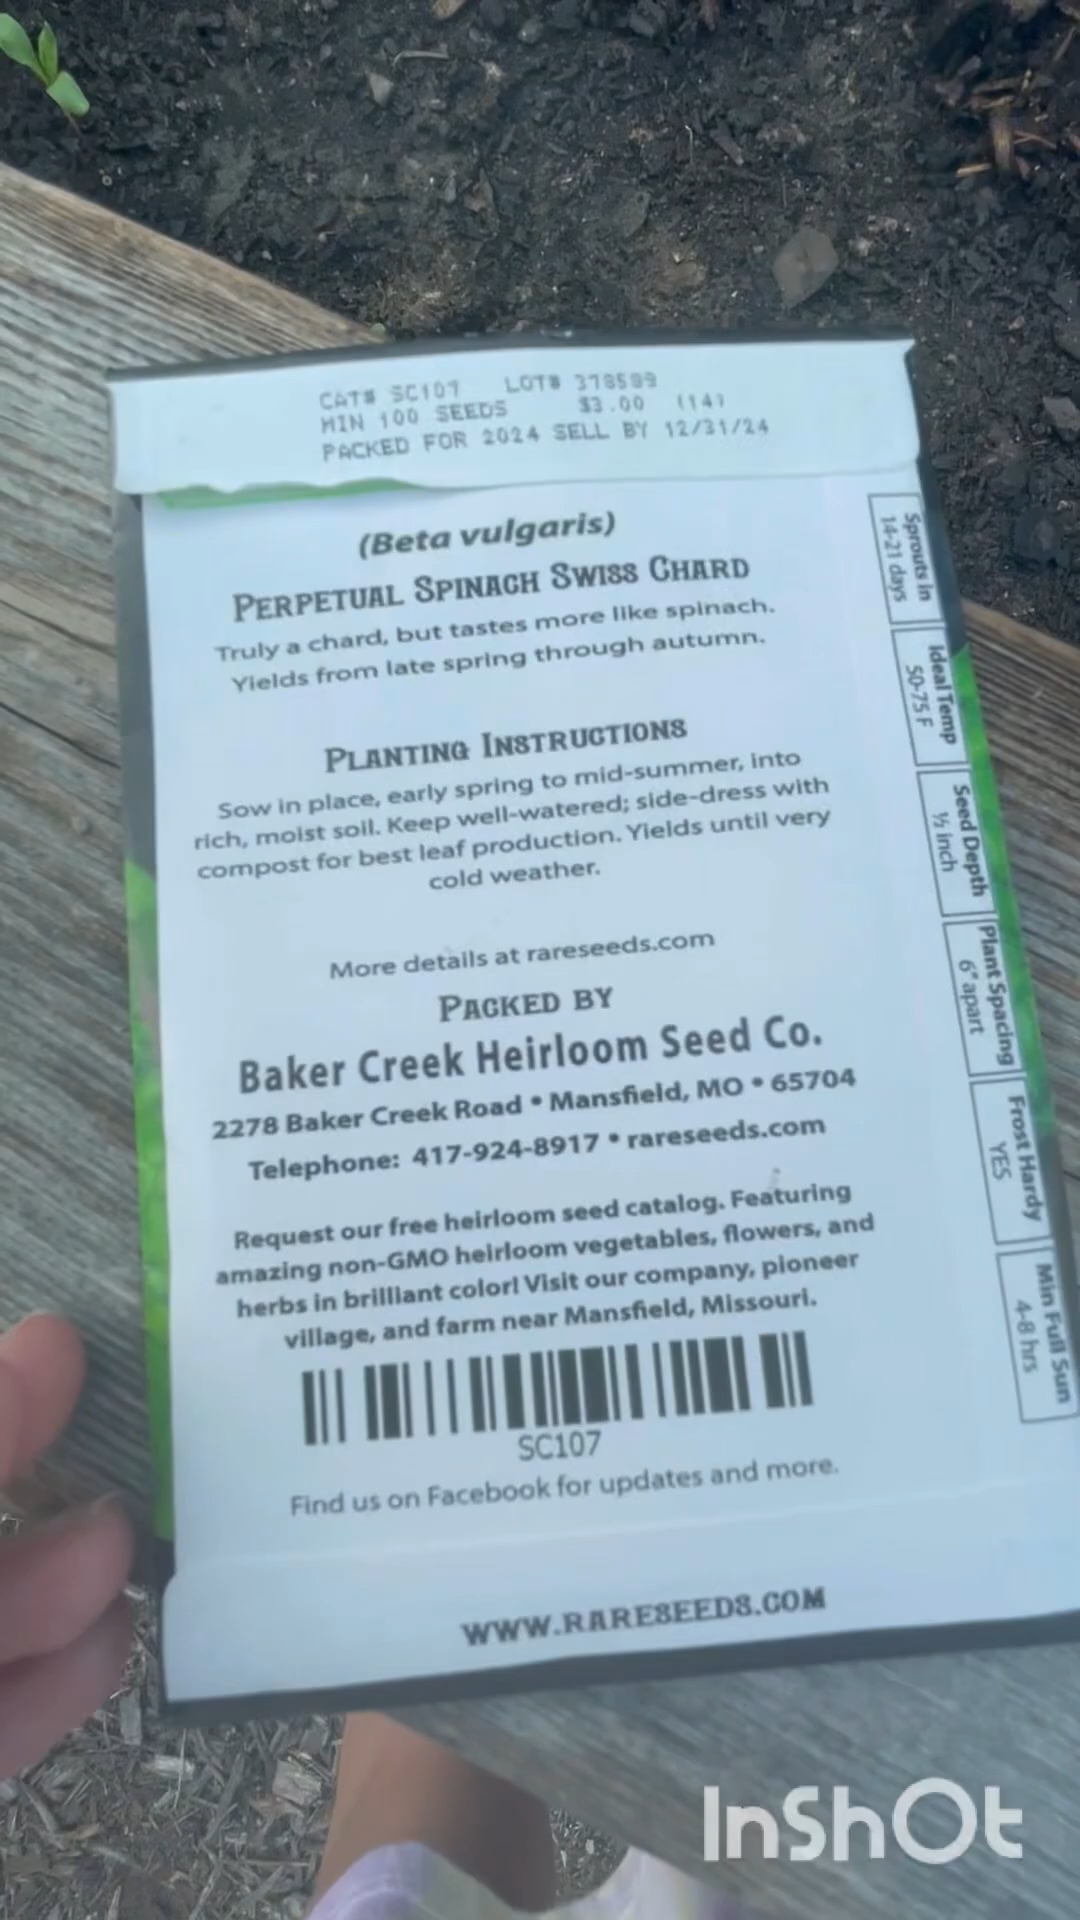 CAT# SC107 LOT# 378589
MIN 100 SEEDS $3.00 (14)
PACKED FOR 2024 SELL BY 12/31/24
(Beta vulgaris)
PERPETUAL SPINACH SWISS CHARD
Truly a chard, but tastes more like spinach.
Yields from late spring through autumn.
PLANTING INSTRUCTIONS
Sow in place, early spring to mid-summer, into
rich, moist soil. Keep well-watered; side-dress with
compost for best leaf production. Yields until very
cold weather.
More details at rareseeds.com
PACKED BY
Baker Creek Heirloom Seed Co.
2278 Baker Creek Road • Mansfield, MO • 65704
Telephone: 417-924-8917 • rareseeds.com
Request our free heirloom seed catalog. Featuring
amazing non-GMO heirloom vegetables, flowers, and
herbs in brilliant color! Visit our company, pioneer
village, and farm near Mansfield, Missouri.
SC107
Find us on Facebook for updates and more.
WWW.RARESEEDS.COM
Sprouts in
14-21 days
Ideal Temp
50-75 F
Seed Depth
½ inch
Plant Spacing
6" apart
Frost Hardy
YES
Min Full Sun
4-8 hrs
InShOt